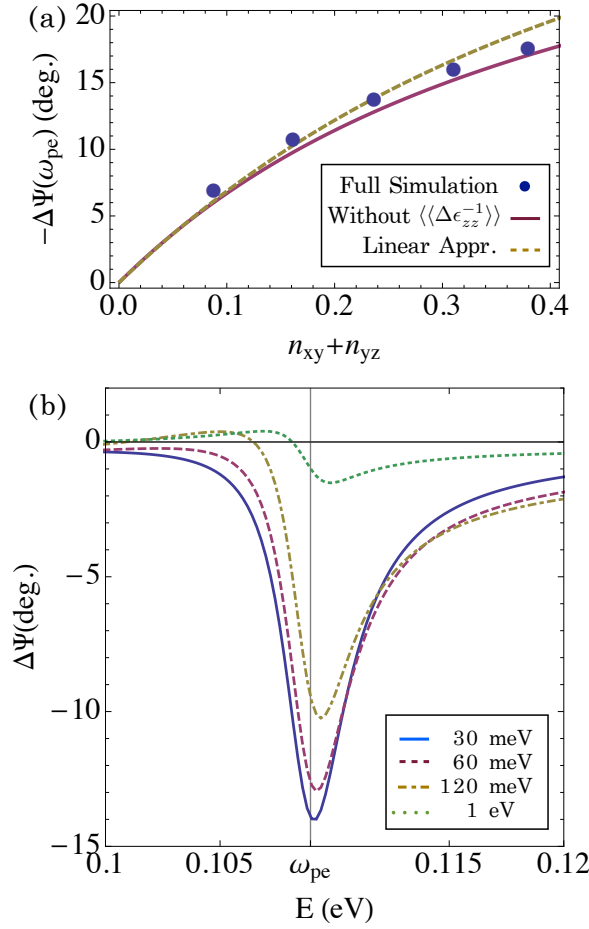 (a)
20
15
10
5
0
−ΔΨ(ω_pe) (deg.)
Full Simulation
Without ⟨⟨Δϵ_zz^−1⟩⟩
Linear Appr.
0.0 0.1 0.2 0.3 0.4
n_xy+n_yz
(b)
0
−5
−10
−15
ΔΨ(deg.)
30 meV
60 meV
120 meV
1 eV
0.1 0.105 ω_pe 0.115 0.12
E (eV)